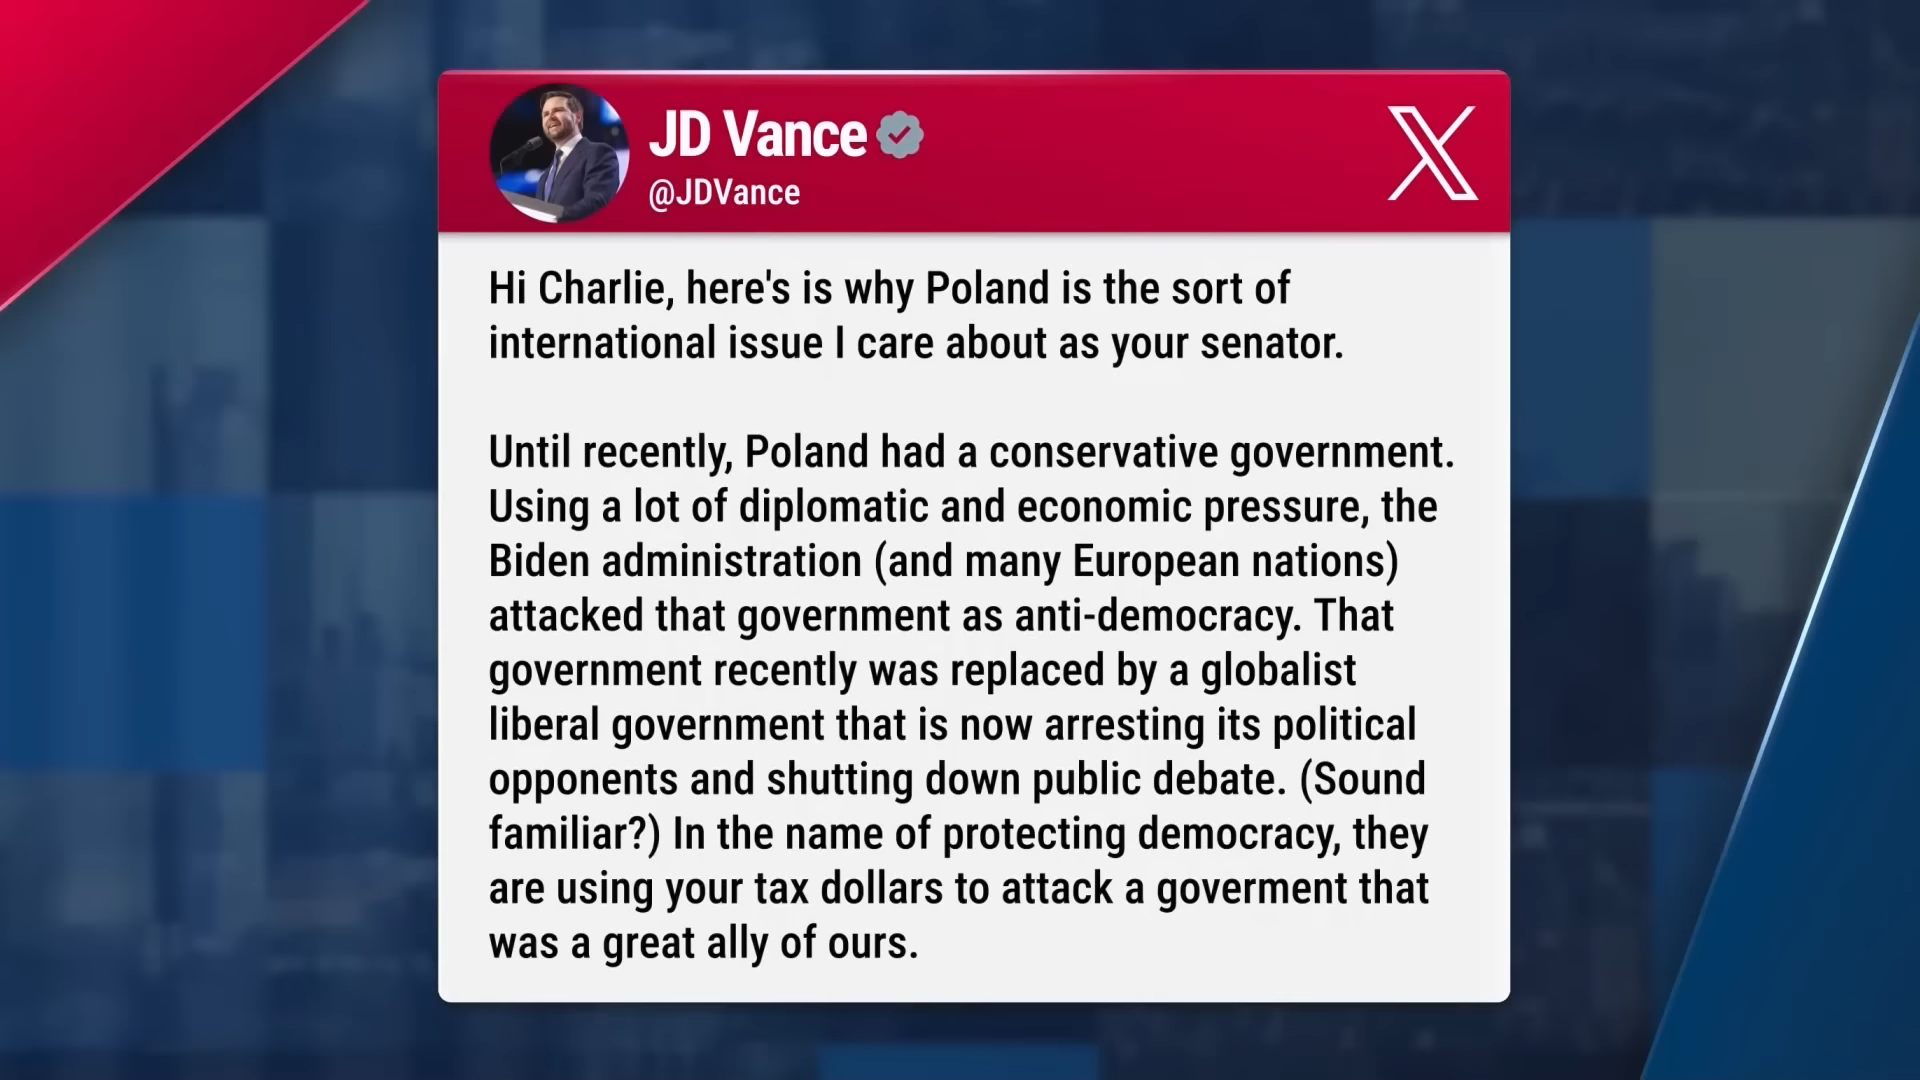 JD Vance
@JDVance
Hi Charlie, here's is why Poland is the sort of
international issue I care about as your senator.
Until recently, Poland had a conservative government.
Using a lot of diplomatic and economic pressure, the
Biden administration (and many European nations)
attacked that government as anti-democracy. That
government recently was replaced by a globalist
liberal government that is now arresting its political
opponents and shutting down public debate. (Sound
familiar?) In the name of protecting democracy, they
are using your tax dollars to attack a goverment that
was a great ally of ours.